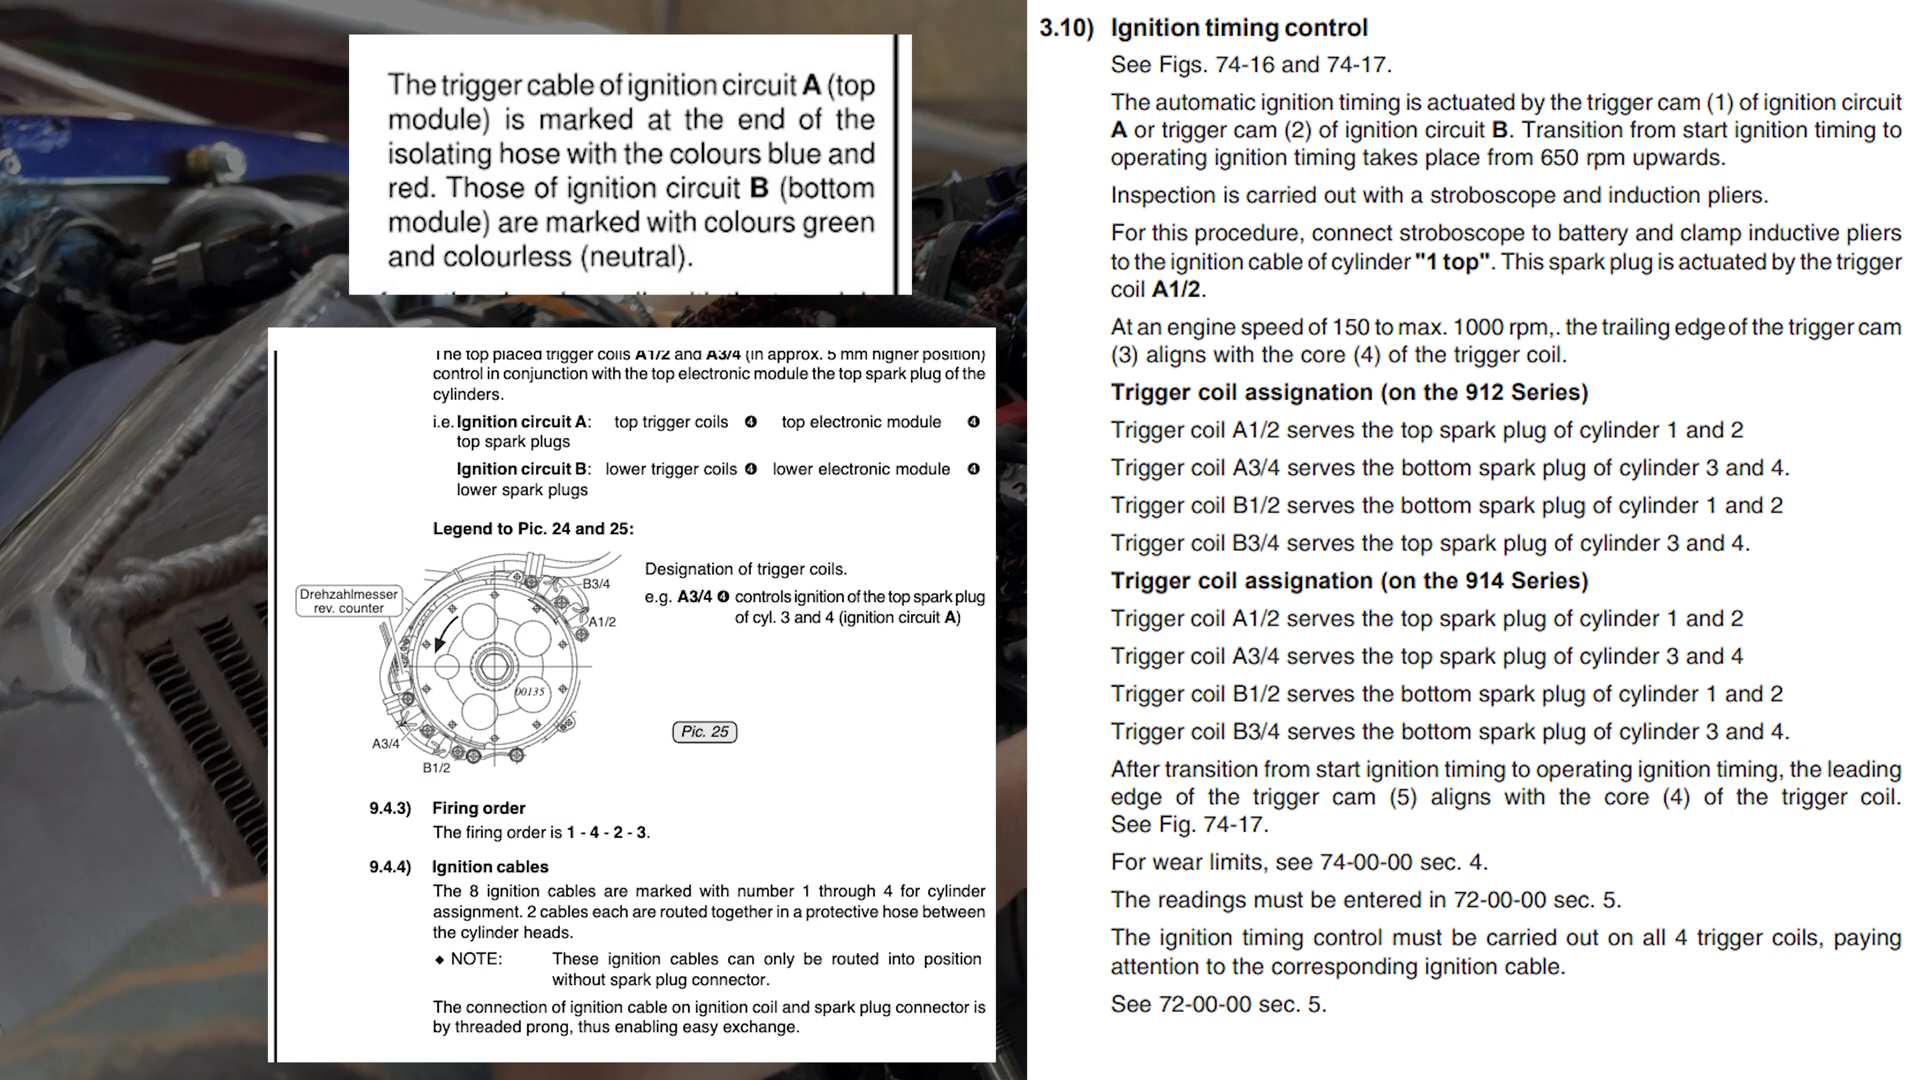 The trigger cable of ignition circuit A (top
module) is marked at the end of the
isolating hose with the colours blue and
red. Those of ignition circuit B (bottom
module) are marked with colours green
and colourless (neutral).
The top placed trigger coils A1/2 and A3/4 (in approx. 5 mm higher position)
control in conjunction with the top electronic module the top spark plug of the
cylinders.
i.e. Ignition circuit A: top trigger coils ❹ top electronic module ❹
top spark plugs
Ignition circuit B: lower trigger coils ❹ lower electronic module ❹
lower spark plugs
Legend to Pic. 24 and 25:
Drehzahlmesser
rev. counter
B3/4
A1/2
00135
A3/4
B1/2
Designation of trigger coils.
e.g. A3/4 ❹ controls ignition of the top spark plug
of cyl. 3 and 4 (ignition circuit A)
Pic. 25
9.4.3) Firing order
The firing order is 1 - 4 - 2 - 3.
9.4.4) Ignition cables
The 8 ignition cables are marked with number 1 through 4 for cylinder
assignment. 2 cables each are routed together in a protective hose between
the cylinder heads.
◆ NOTE: These ignition cables can only be routed into position
without spark plug connector.
The connection of ignition cable on ignition coil and spark plug connector is
by threaded prong, thus enabling easy exchange.
3.10) Ignition timing control
See Figs. 74-16 and 74-17.
The automatic ignition timing is actuated by the trigger cam (1) of ignition circuit
A or trigger cam (2) of ignition circuit B. Transition from start ignition timing to
operating ignition timing takes place from 650 rpm upwards.
Inspection is carried out with a stroboscope and induction pliers.
For this procedure, connect stroboscope to battery and clamp inductive pliers
to the ignition cable of cylinder "1 top". This spark plug is actuated by the trigger
coil A1/2.
At an engine speed of 150 to max. 1000 rpm,. the trailing edge of the trigger cam
(3) aligns with the core (4) of the trigger coil.
Trigger coil assignation (on the 912 Series)
Trigger coil A1/2 serves the top spark plug of cylinder 1 and 2
Trigger coil A3/4 serves the bottom spark plug of cylinder 3 and 4.
Trigger coil B1/2 serves the bottom spark plug of cylinder 1 and 2
Trigger coil B3/4 serves the top spark plug of cylinder 3 and 4.
Trigger coil assignation (on the 914 Series)
Trigger coil A1/2 serves the top spark plug of cylinder 1 and 2
Trigger coil A3/4 serves the top spark plug of cylinder 3 and 4
Trigger coil B1/2 serves the bottom spark plug of cylinder 1 and 2
Trigger coil B3/4 serves the bottom spark plug of cylinder 3 and 4.
After transition from start ignition timing to operating ignition timing, the leading
edge of the trigger cam (5) aligns with the core (4) of the trigger coil.
See Fig. 74-17.
For wear limits, see 74-00-00 sec. 4.
The readings must be entered in 72-00-00 sec. 5.
The ignition timing control must be carried out on all 4 trigger coils, paying
attention to the corresponding ignition cable.
See 72-00-00 sec. 5.